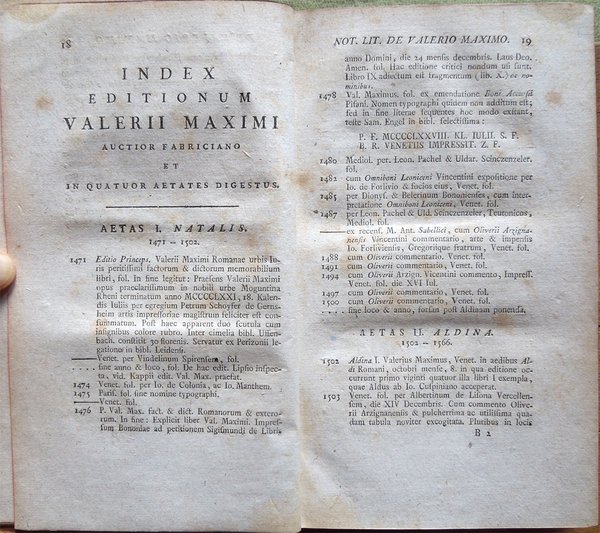 18
INDEX
EDITIONUM
VALERII MAXIMI
AUCTIOR FABRICIANO
ET
IN QUATUOR AETATES DIGESTUS.
AETAS I. NATALIS.
1471 — 1502.
1471 Editio Princeps. Valerii Maximi Romanae urbis Iu-
ris peritissimi factorum & dictorum memorabilium
libri, fol. In fine legitur: Praesens Valerii Maximi
opus praeclarissimum in nobili urbe Moguntina
Rheni terminatum anno MCCCCLXXI, 18. Kalen-
dis Iuliis per egregium Petrum Schoyffer de Gerns-
heim artis impressoriae magistrum feliciter est con-
summatum. Post haec apparent duo scutula cum
insignibus colore rubro. Inter cimelia bibl. Uffen-
bach. constitit 30 florenis. Servatur ex Perizonii le-
gatione in bibl. Leidensi.
— Venet. per Vindelinum Spirensem, fol.
.... sine anno & loco, fol. De hac edit. Lipsio inspec-
ta, vid. Kappii edit. Val. Max. praefat.
1474 Venet. fol. per Io. de Colonia, ac Io. Manthem.
1475 Paris. fol. sine nomine typographi.
— Venet. fol.
1476 P. Val. Max. fact. & dict. Romanorum & extero-
rum. In fine: Explicit liber Val. Maximi. Impres-
sum Bononiae ad petitionem Sigismundi de Libris
NOT. LIT. DE VALERIO MAXIMO. 19
anno Domini, die 24 mensis decembris. Laus Deo.
Amen. fol. Hac editione critici nondum usi sunt.
Libro IX adiectum est fragmentum (lib. X.) de no-
minibus.
1478 Val. Maximus. fol. ex emendatione Boni Accursii
Pisani. Nomen typographi quidem non additum est;
sed in fine literae sequentes hoc modo exstant,
teste Sam. Engel in bibl. selectissima:
P. F. MCCCCLXXVIII. KL. IULII. S. F.
B. R. VENETIIS IMPRESSIT. Z. F.
1480 Mediol. per Leon. Pachel & Uldar. Scinczenzeler.
fol.
1482 cum Omniboni Leoniceni Vincentini expositione per
Io. de Forlivio & socios eius, Venet. fol.
1485 per Dionys. & Belerinum Bononienses, cum inter-
pretatione Omniboni Leoniceni, Venet. fol.
1487 per Leon. Pachel & Uld. Scinczenzeler, Teutonicos,
Mediol. fol.
— ex recens. M. Ant. Sabellici, cum Oliverii Arzigna-
nensis Vincentini commentario, arte & impensis
Io. Forliviensis, Gregorique fratrum, Venet. fol.
1488 cum Oliverii commentario. Venet. fol.
1491 cum Oliverii commentario, Venet. fol.
1494 cum Oliverii Arzign. Vicentini commento, Impress.
Venet. fol. die XVI Iul.
1497 cum Oliverii commentario, Venet. fol.
1500 cum Oliverii commentario, Venet. fol.
.... sine loco & anno, forsan post Aldinam ponenda.
AETAS II. ALDINA.
1502 — 1566.
1502 Aldina I. Valerius Maximus, Venet. in aedibus Al-
di Romani, octobri mense, 8. in qua editione oc-
currunt primo viginti quatuor illa libri I exempla,
quae Aldus ab Io. Cuspiniano acceperat.
1503 Venet. fol. per Albertinum de Lisona Vercellen-
sem, die XIV Decembris. Cum commento Olive-
rii Arzignanensis & pulcherrima ac utilissima qua-
dam tabula noviter excogitata. Pluribus in locis
B 2